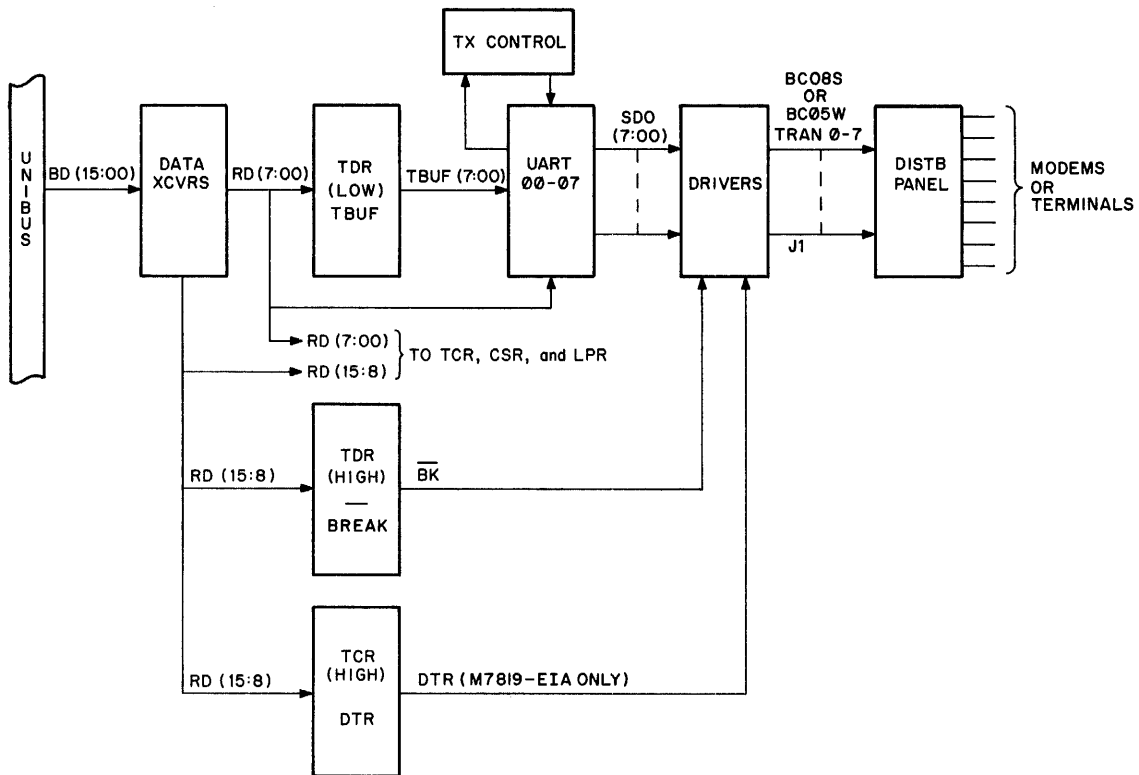 TX CONTROL
UNIBUS
BD (15:00)
DATA
XCVRS
RD (7:00)
TDR
(LOW)
TBUF
TBUF (7:00)
UART
00-07
SDO
(7:00)
DRIVERS
BC08S
OR
BC05W
TRAN 0-7
J1
DISTB
PANEL
MODEMS
OR
TERMINALS
RD (7:00)
RD (15:8)
TO TCR, CSR, and LPR
RD (15:8)
TDR
(HIGH)
BREAK
BK
RD (15:8)
TCR
(HIGH)
DTR
DTR (M7819-EIA ONLY)